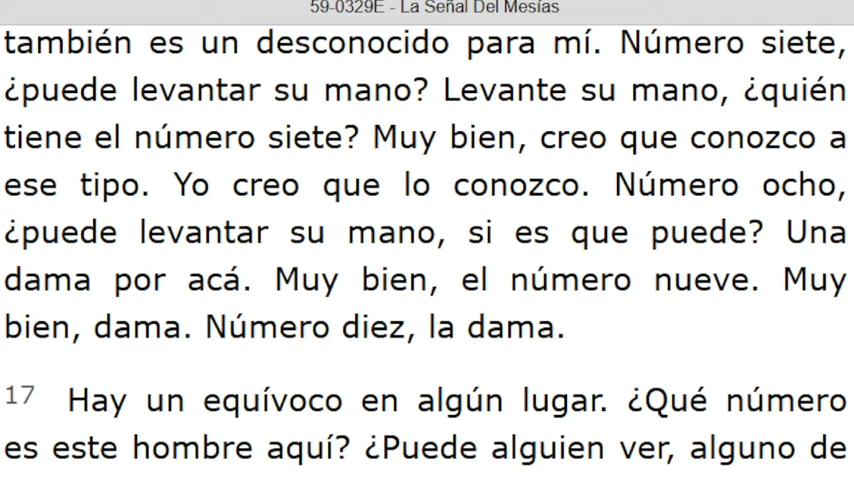 59-0329E - La Señal Del Mesías
también es un desconocido para mí. Número siete,
¿puede levantar su mano? Levante su mano, ¿quién
tiene el número siete? Muy bien, creo que conozco a
ese tipo. Yo creo que lo conozco. Número ocho,
¿puede levantar su mano, si es que puede? Una
dama por acá. Muy bien, el número nueve. Muy
bien, dama. Número diez, la dama.
17 Hay un equívoco en algún lugar. ¿Qué número
es este hombre aquí? ¿Puede alguien ver, alguno de